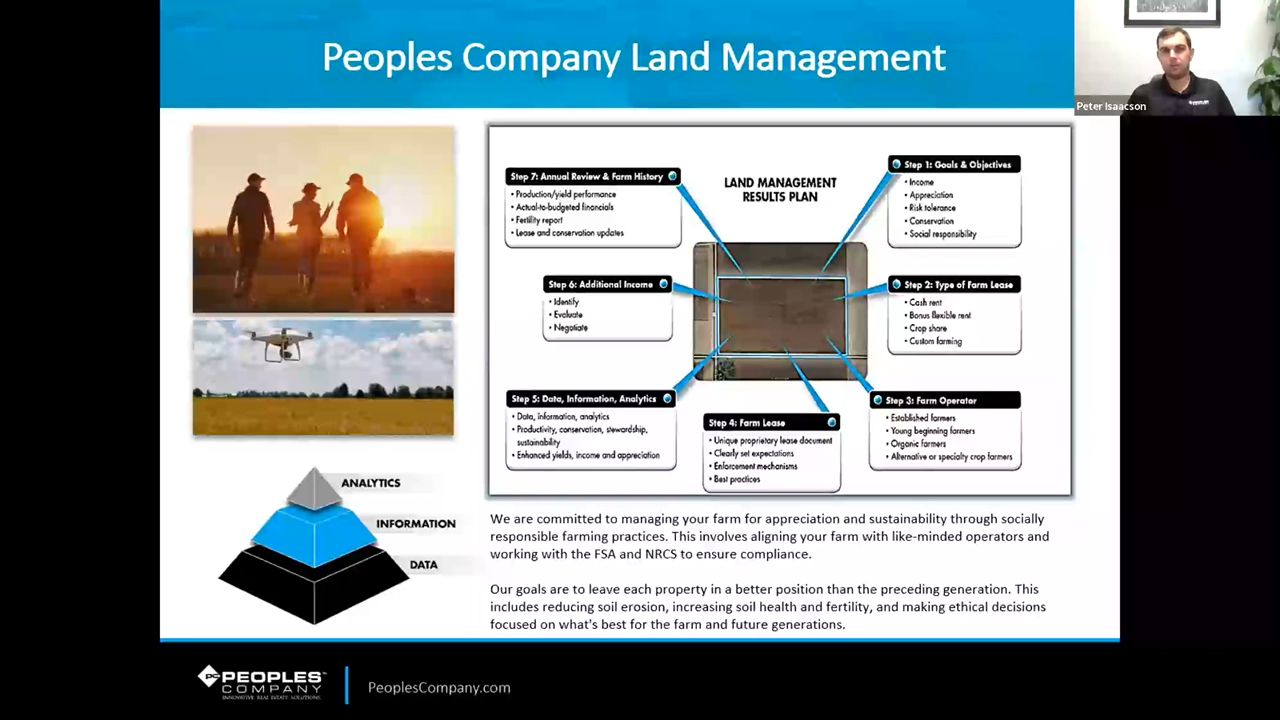 Peoples Company Land Management
Peter Isaacson
LAND MANAGEMENT
RESULTS PLAN
Step 1: Goals & Objectives
• Income
• Appreciation
• Risk tolerance
• Conservation
• Social responsibility
Step 2: Type of Farm Lease
• Cash rent
• Bonus flexible rent
• Crop share
• Custom farming
Step 3: Farm Operator
• Established farmers
• Young beginning farmers
• Organic farmers
• Alternative or specialty crop farmers
Step 4: Farm Lease
• Unique proprietary lease document
• Clearly set expectations
• Enforcement mechanisms
• Best practices
Step 5: Data, Information, Analytics
• Data, information, analytics
• Productivity, conservation, stewardship,
sustainability
• Enhanced yields, income and appreciation
Step 6: Additional Income
• Identify
• Evaluate
• Negotiate
Step 7: Annual Review & Farm History
• Production/yield performance
• Actual-to-budgeted financials
• Fertility report
• Lease and conservation updates
ANALYTICS
INFORMATION
DATA
We are committed to managing your farm for appreciation and sustainability through socially
responsible farming practices. This involves aligning your farm with like-minded operators and
working with the FSA and NRCS to ensure compliance.
Our goals are to leave each property in a better position than the preceding generation. This
includes reducing soil erosion, increasing soil health and fertility, and making ethical decisions
focused on what's best for the farm and future generations.
PC PEOPLES
COMPANY
INNOVATIVE REAL ESTATE SOLUTIONS
PeoplesCompany.com